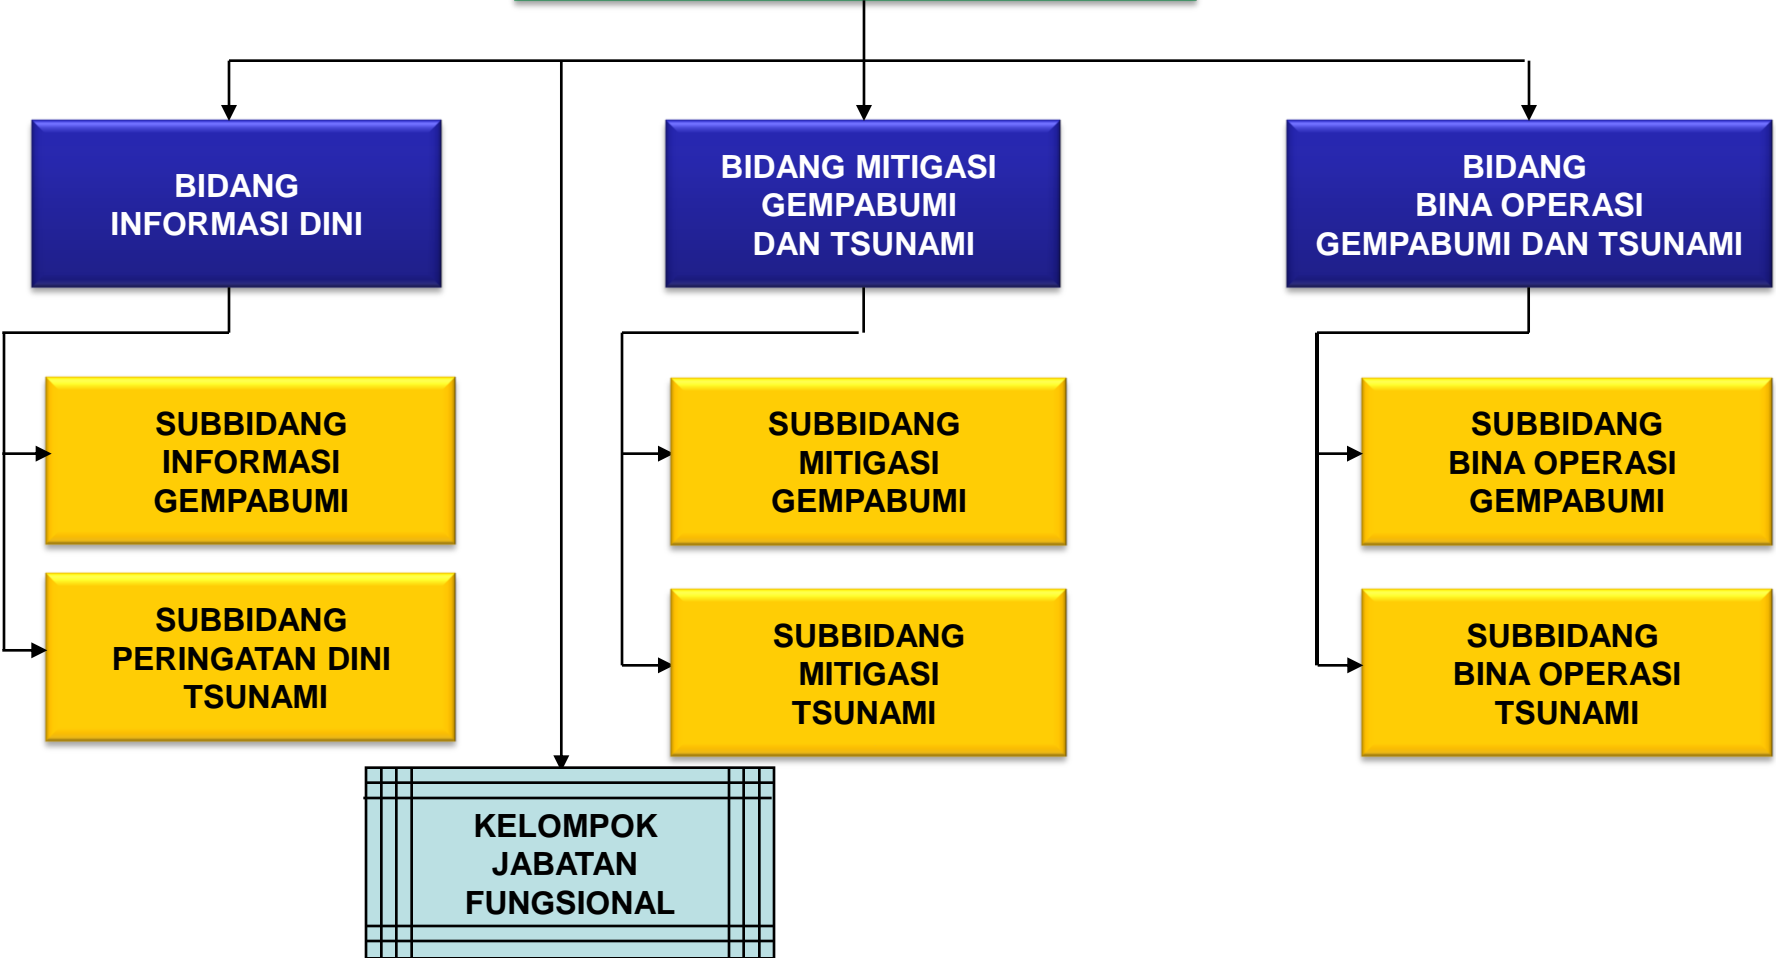 BIDANG
INFORMASI DINI
BIDANG MITIGASI
GEMPABUMI
DAN TSUNAMI
BIDANG
BINA OPERASI
GEMPABUMI DAN TSUNAMI
SUBBIDANG
INFORMASI
GEMPABUMI
SUBBIDANG
MITIGASI
GEMPABUMI
SUBBIDANG
BINA OPERASI
GEMPABUMI
SUBBIDANG
PERINGATAN DINI
TSUNAMI
SUBBIDANG
MITIGASI
TSUNAMI
SUBBIDANG
BINA OPERASI
TSUNAMI
KELOMPOK
JABATAN
FUNGSIONAL